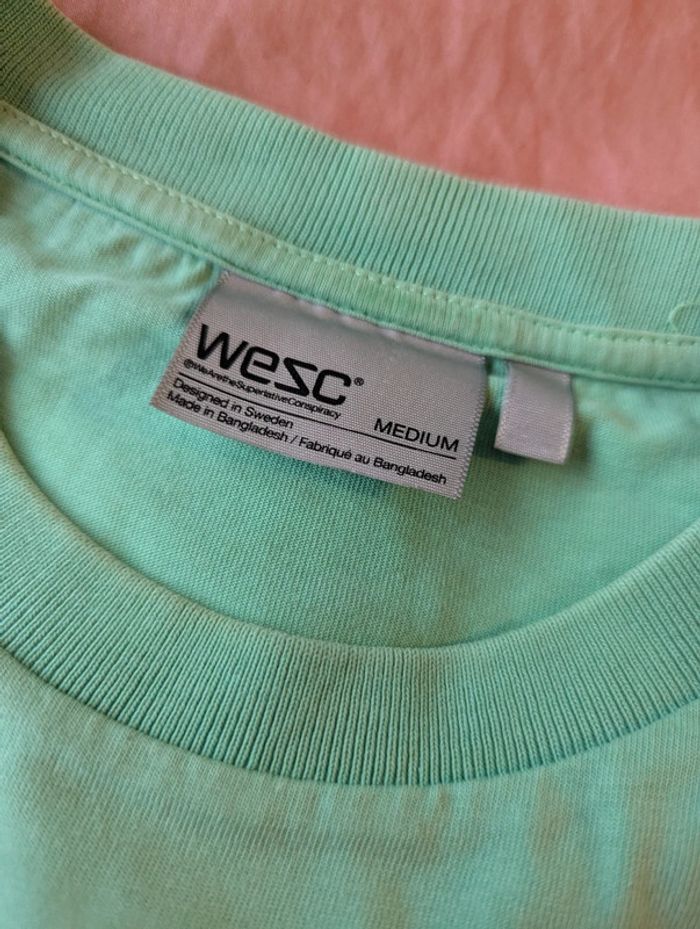 wesc®
@WeAretheSuperlativeConspiracy
MEDIUM
Designed in Sweden
Made in Bangladesh / Fabriqué au Bangladesh